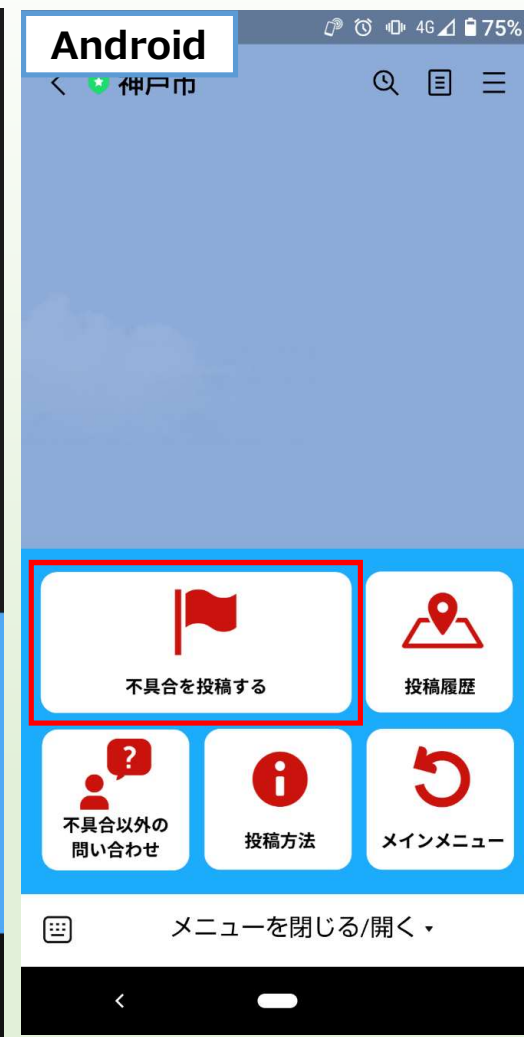 Android
4G 75%
神戸市
不具合を投稿する
投稿履歴
?
不具合以外の
問い合わせ
投稿方法
メインメニュー
メニューを閉じる/開く